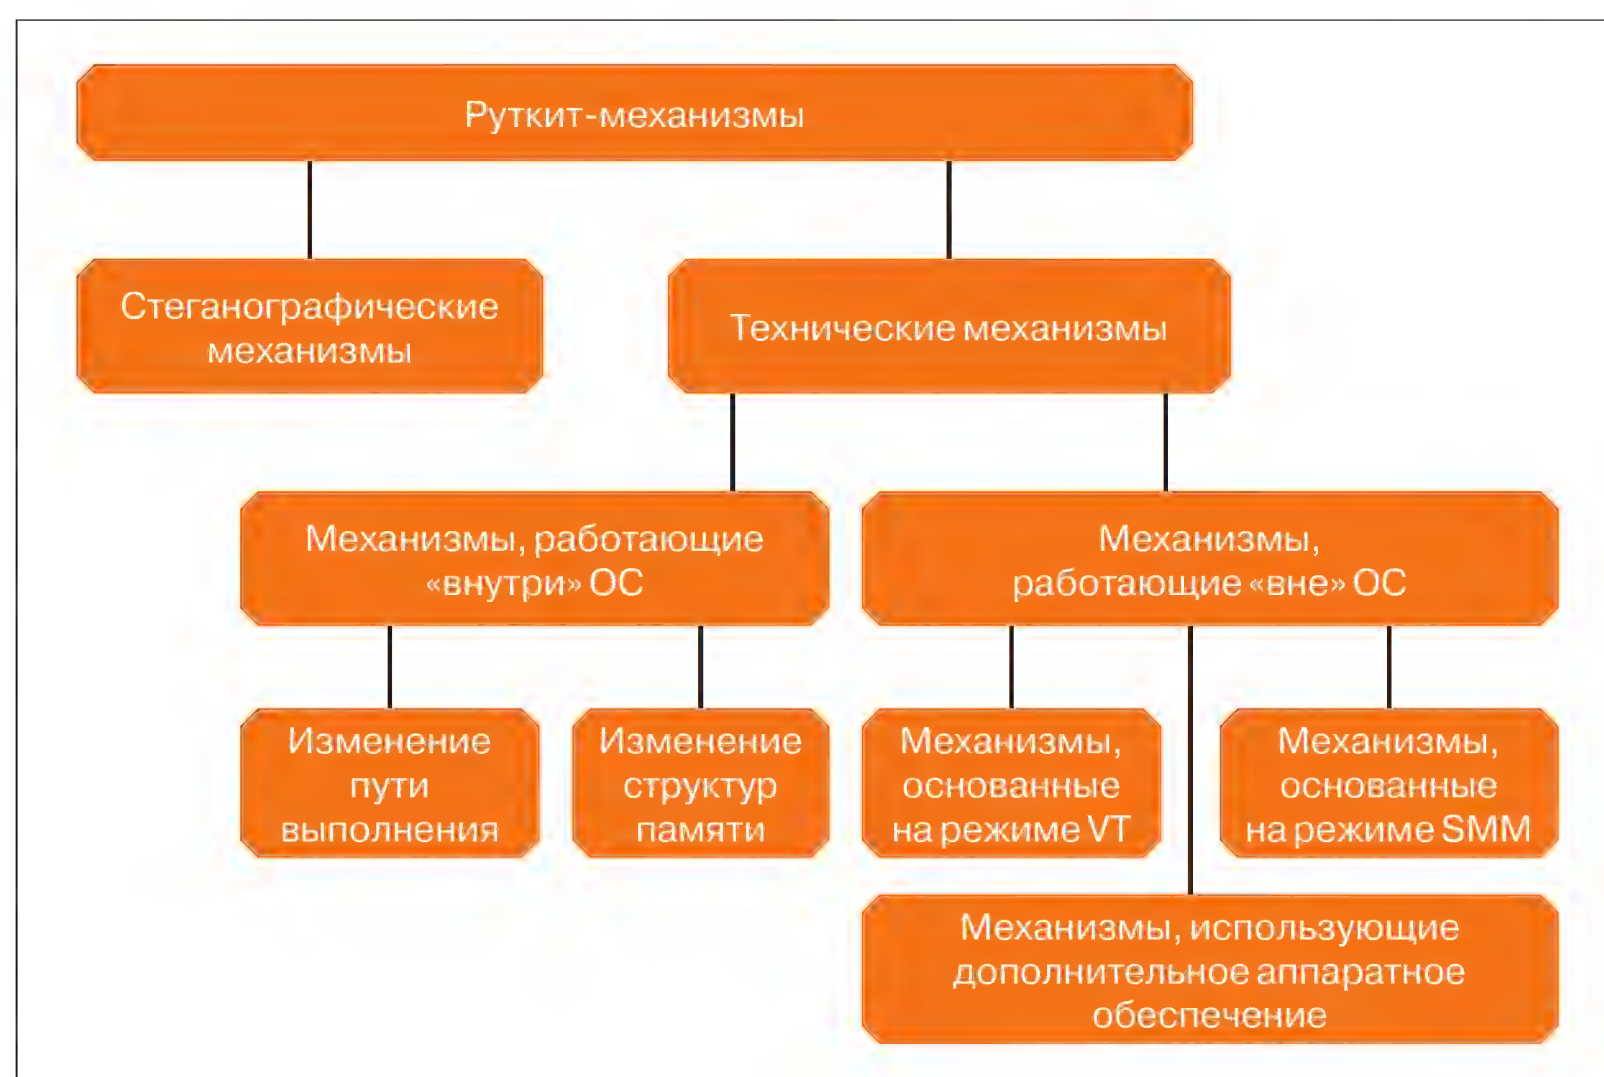 Руткит-механизмы
Стеганографические
механизмы
Технические механизмы
Механизмы, работающие
«внутри» ОС
Механизмы,
работающие «вне» ОС
Изменение
пути
выполнения
Изменение
структур
памяти
Механизмы,
основанные
на режиме VT
Механизмы,
основанные
на режиме SMM
Механизмы, использующие
дополнительное аппаратное
обеспечение